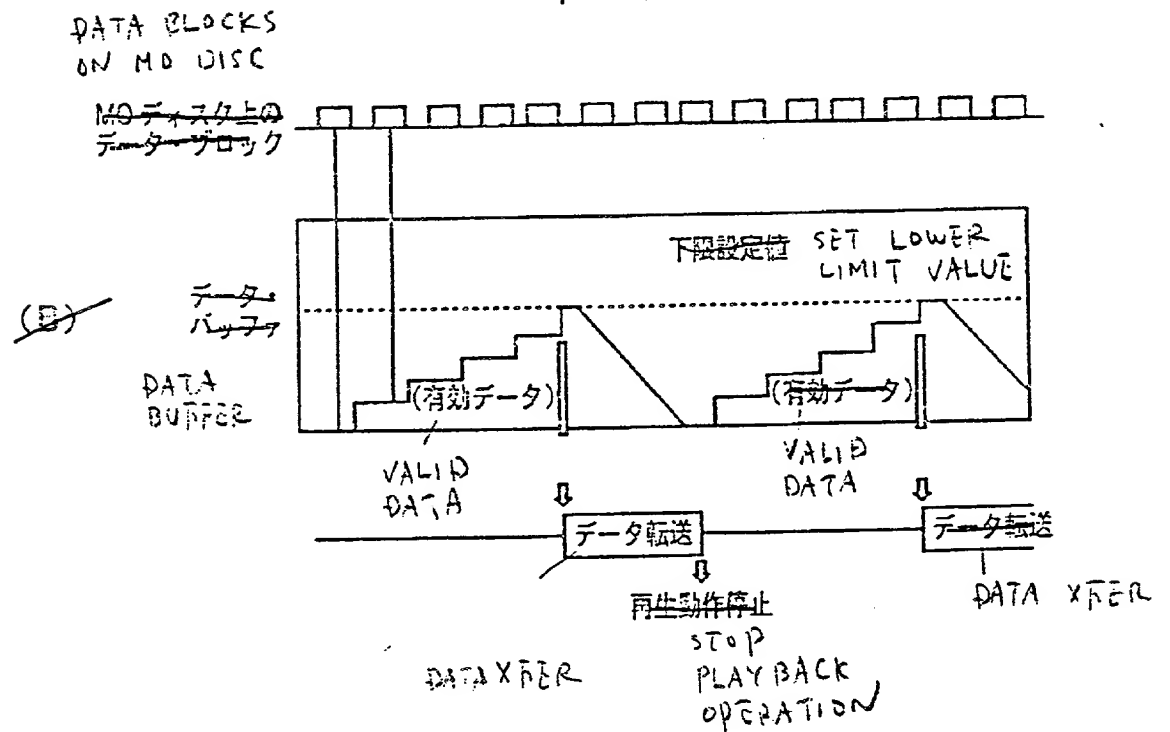 DATA BLOCKS
ON MO DISC
MOディスク上の
データーブロック
下限設定値
SET LOWER
LIMIT VALUE
(B)
データ・
バッファ
DATA
BUFFER
(有効データ)
(有効データ)
VALID
DATA
VALID
DATA
データ転送
データ転送
再生動作停止
DATA XFER
STOP
PLAYBACK
OPERATION
DATA XFER